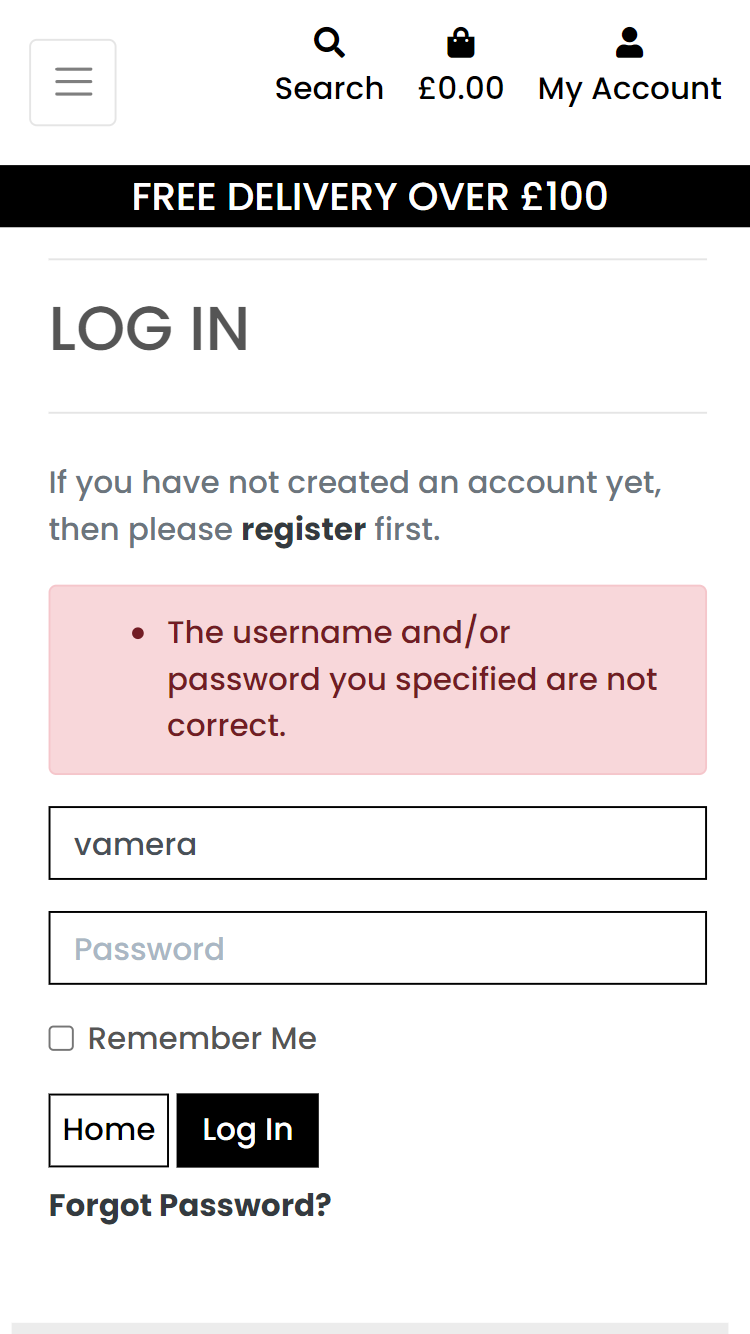 Search £0.00 My Account
FREE DELIVERY OVER £100
LOG IN
If you have not created an account yet,
then please register first.
The username and/or
password you specified are not
correct.
vamera
Password
Remember Me
Home Log In
Forgot Password?